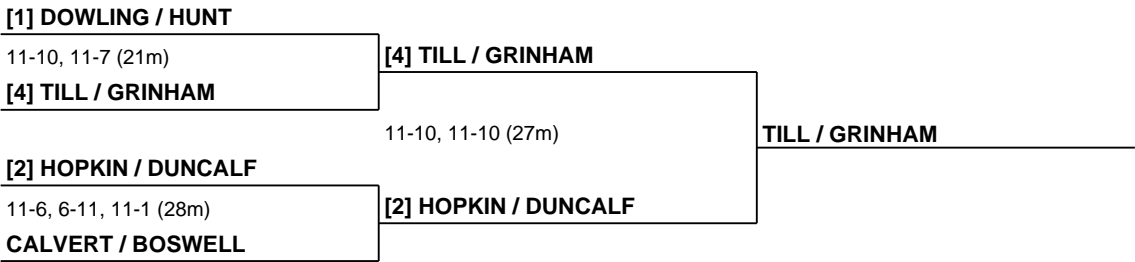 [1] DOWLING / HUNT
11-10, 11-7 (21m)
[4] TILL / GRINHAM
[4] TILL / GRINHAM
11-10, 11-10 (27m)
TILL / GRINHAM
[2] HOPKIN / DUNCALF
11-6, 6-11, 11-1 (28m)
[2] HOPKIN / DUNCALF
CALVERT / BOSWELL